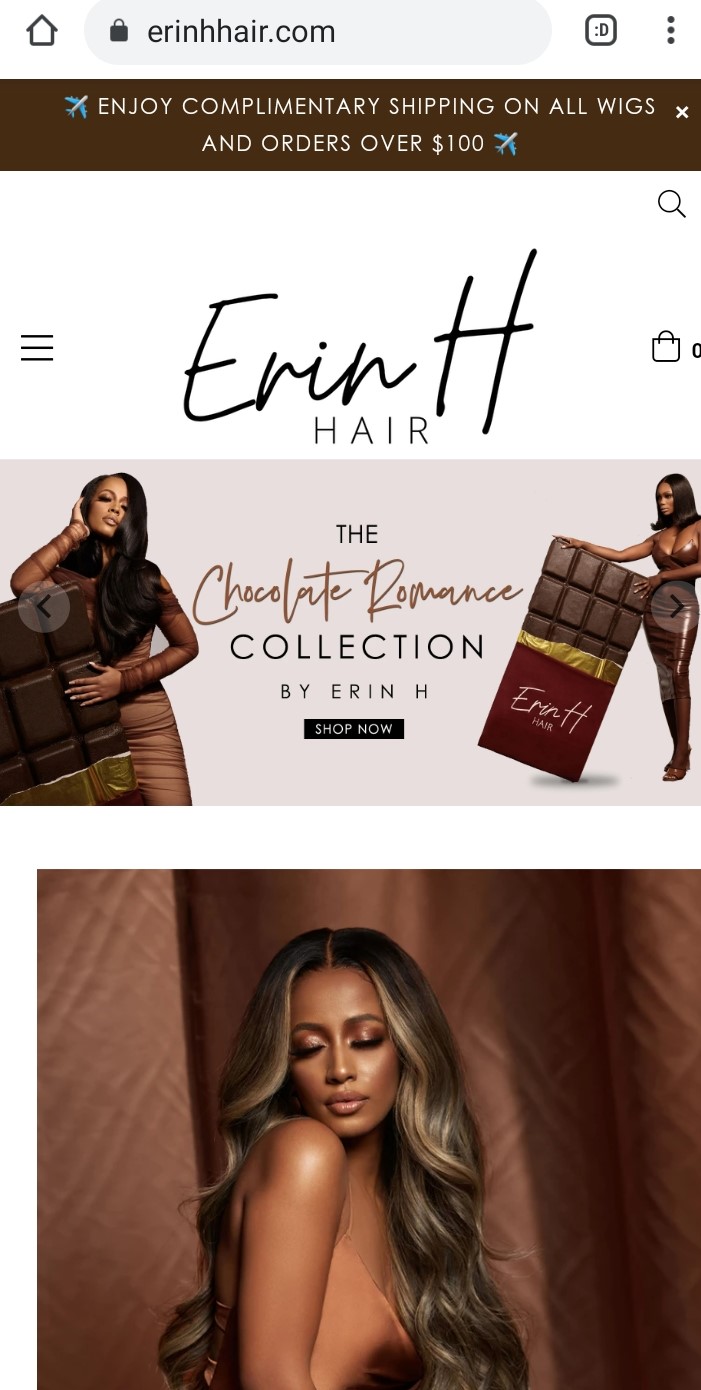 :D
erinhhair.com
✈️ ENJOY COMPLIMENTARY SHIPPING ON ALL WIGS
AND ORDERS OVER $100 ✈️
×
Erin H
HAIR
0
THE
Chocolate Romance
COLLECTION
BY ERIN H
SHOP NOW
Erin H
HAIR